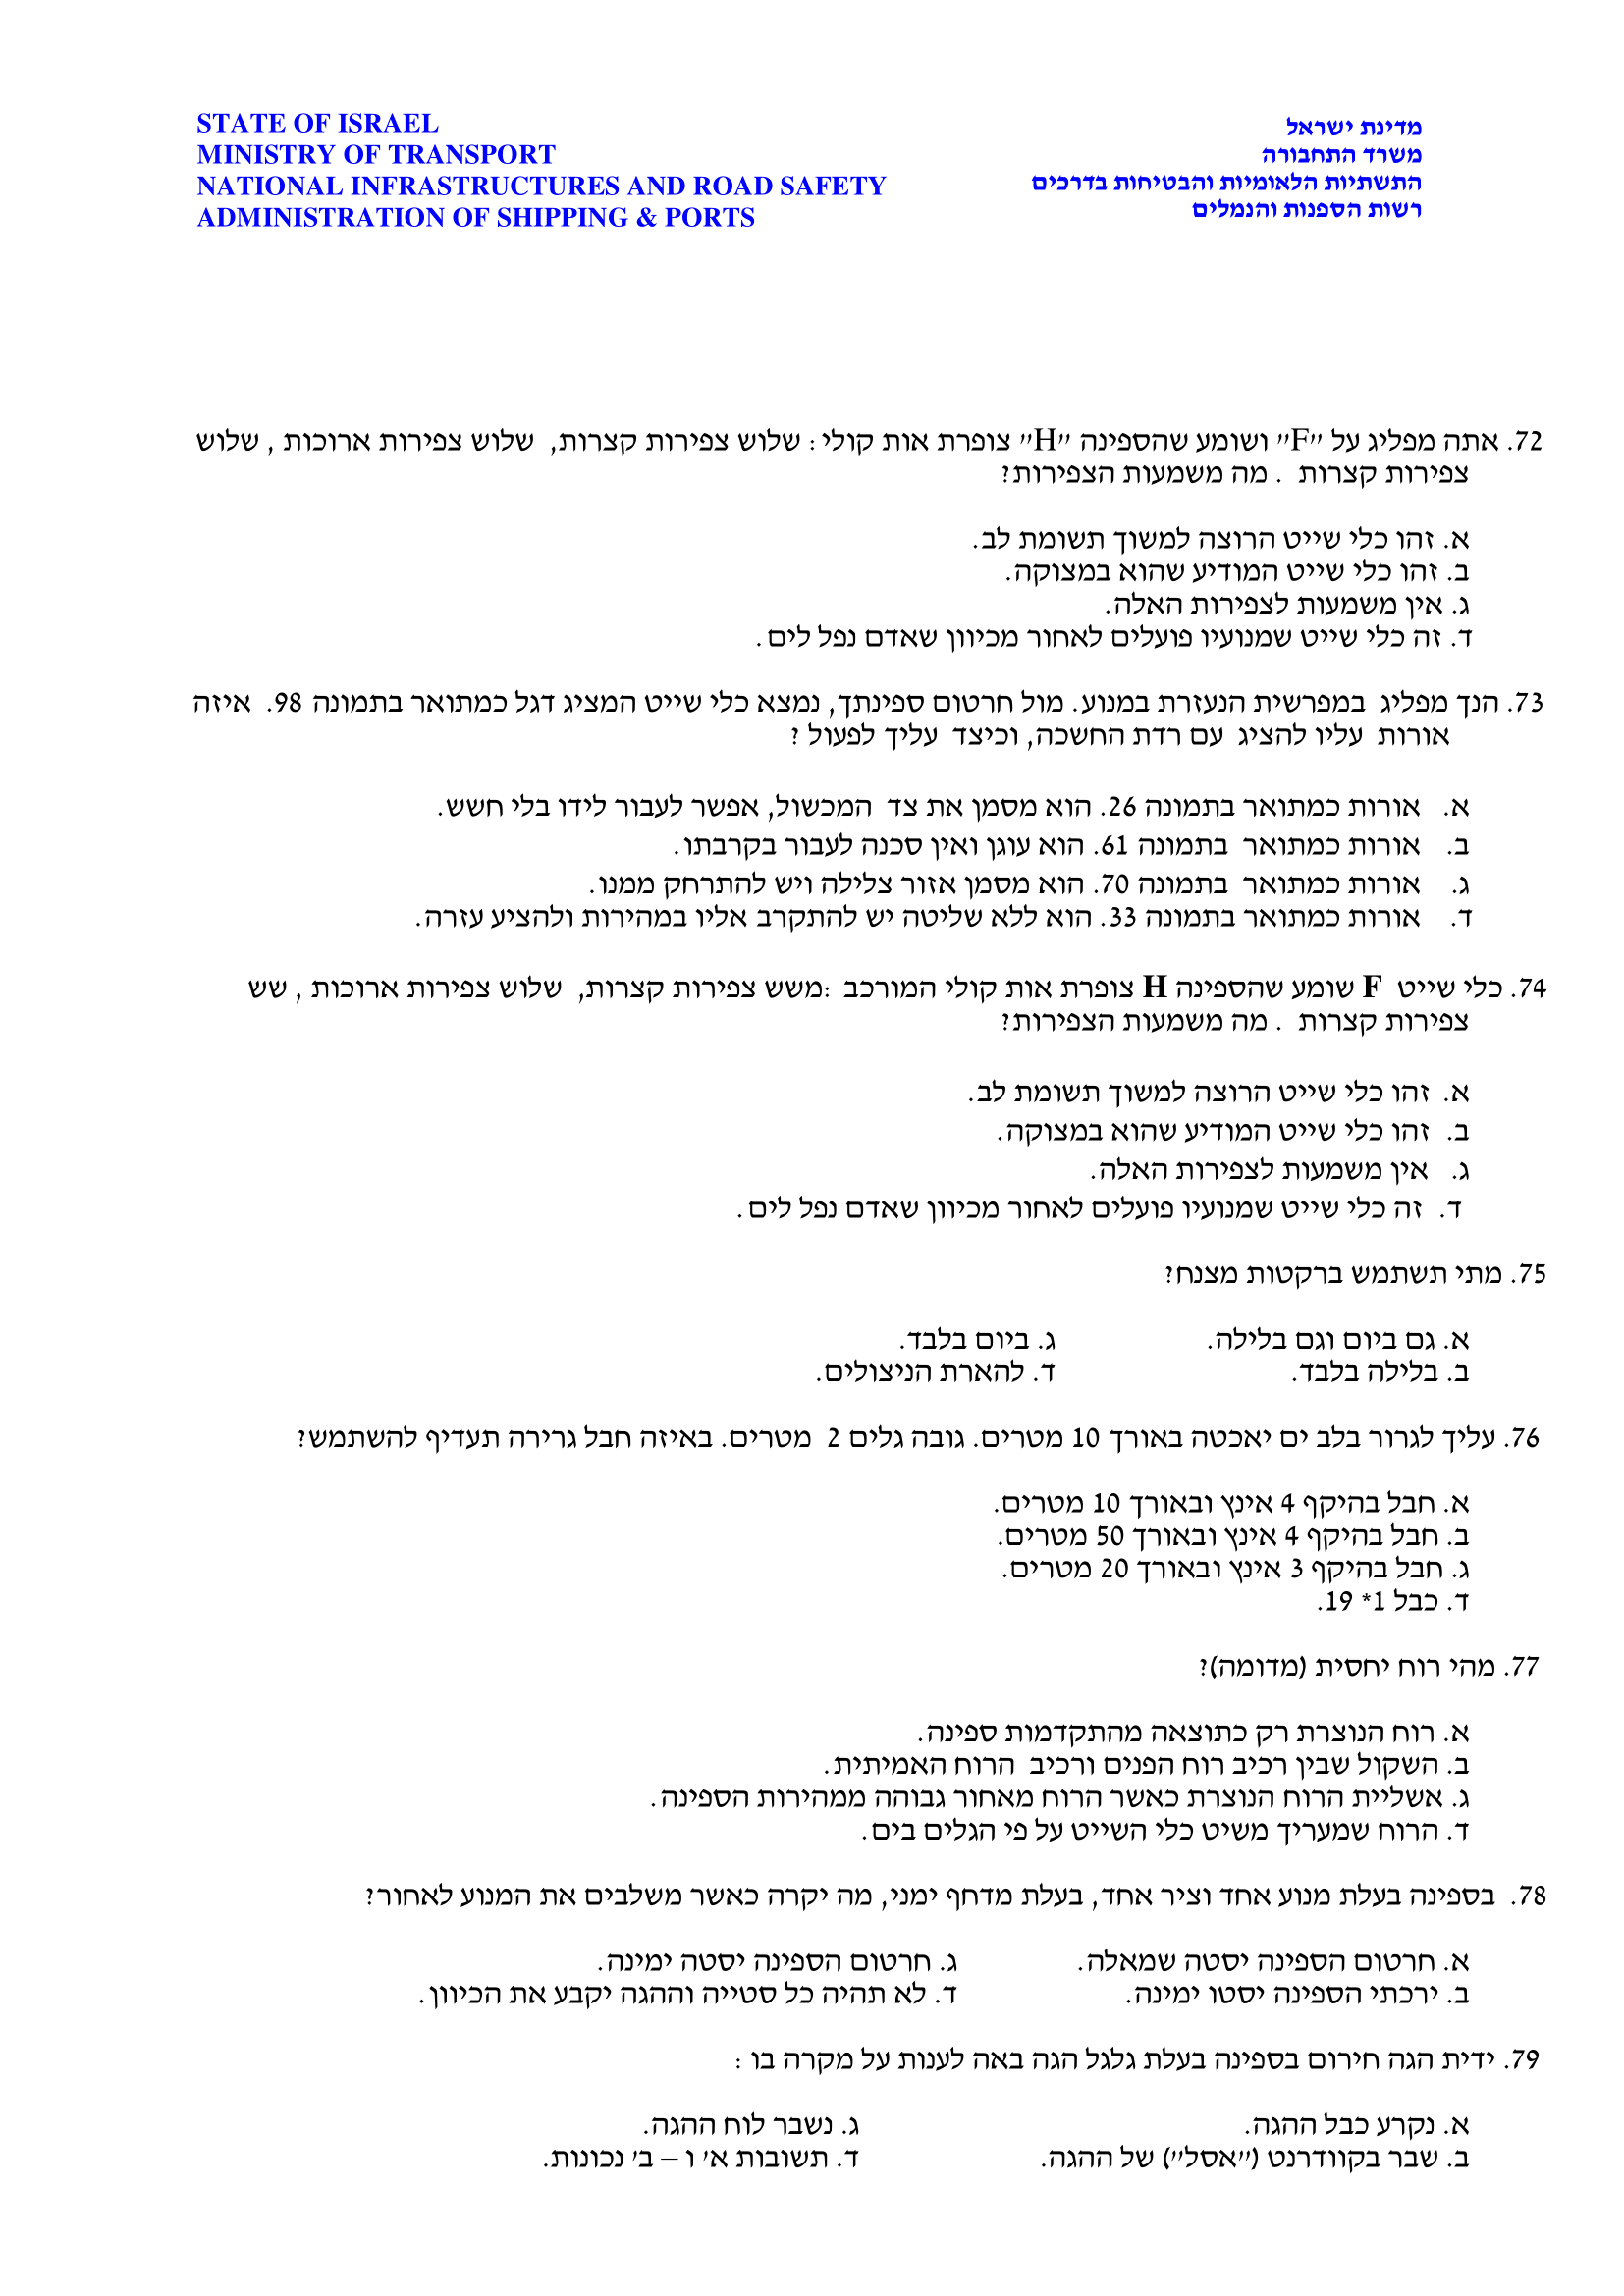 STATE OF ISRAEL
MINISTRY OF TRANSPORT
NATIONAL INFRASTRUCTURES AND ROAD SAFETY
ADMINISTRATION OF SHIPPING & PORTS
מדינת ישראל
משרד התחבורה
התשתיות הלאומיות והבטיחות בדרכים
רשות הספנות והנמלים
72. אתה מפליג על "F" ושומע שהספינה "H" צופרת אות קולי: שלוש צפירות קצרות, שלוש צפירות ארוכות , שלוש
צפירות קצרות . מה משמעות הצפירות?
א. זהו כלי שייט הרוצה למשוך תשומת לב.
ב. זהו כלי שייט המודיע שהוא במצוקה.
ג. אין משמעות לצפירות האלה.
ד. זה כלי שייט שמנועיו פועלים לאחור מכיוון שאדם נפל לים.
73. הנך מפליג במפרשית הנעזרת במנוע. מול חרטום ספינתך, נמצא כלי שייט המציג דגל כמתואר בתמונה 98. איזה
אורות עליו להציג עם רדת החשכה, וכיצד עליך לפעול ?
א. אורות כמתואר בתמונה 26. הוא מסמן את צד המכשול, אפשר לעבור לידו בלי חשש.
ב. אורות כמתואר בתמונה 61. הוא עוגן ואין סכנה לעבור בקרבתו.
ג. אורות כמתואר בתמונה 70. הוא מסמן אזור צלילה ויש להתרחק ממנו.
ד. אורות כמתואר בתמונה 33. הוא ללא שליטה יש להתקרב אליו במהירות ולהציע עזרה.
74. כלי שייט F שומע שהספינה H צופרת אות קולי המורכב :משש צפירות קצרות, שלוש צפירות ארוכות , שש
צפירות קצרות . מה משמעות הצפירות?
א. זהו כלי שייט הרוצה למשוך תשומת לב.
ב. זהו כלי שייט המודיע שהוא במצוקה.
ג. אין משמעות לצפירות האלה.
ד. זה כלי שייט שמנועיו פועלים לאחור מכיוון שאדם נפל לים.
75. מתי תשתמש ברקטות מצנח?
א. גם ביום וגם בלילה. ג. ביום בלבד.
ב. בלילה בלבד. ד. להארת הניצולים.
76. עליך לגרור בלב ים יאכטה באורך 10 מטרים. גובה גלים 2 מטרים. באיזה חבל גרירה תעדיף להשתמש?
א. חבל בהיקף 4 אינץ ובאורך 10 מטרים.
ב. חבל בהיקף 4 אינץ ובאורך 50 מטרים.
ג. חבל בהיקף 3 אינץ ובאורך 20 מטרים.
ד. כבל 1* 19.
77. מהי רוח יחסית (מדומה)?
א. רוח הנוצרת רק כתוצאה מהתקדמות ספינה.
ב. השקול שבין רכיב רוח הפנים ורכיב הרוח האמיתית.
ג. אשליית הרוח הנוצרת כאשר הרוח מאחור גבוהה ממהירות הספינה.
ד. הרוח שמעריך משיט כלי השייט על פי הגלים בים.
78. בספינה בעלת מנוע אחד וציר אחד, בעלת מדחף ימני, מה יקרה כאשר משלבים את המנוע לאחור?
א. חרטום הספינה יסטה שמאלה. ג. חרטום הספינה יסטה ימינה.
ב. ירכתי הספינה יסטו ימינה. ד. לא תהיה כל סטייה וההגה יקבע את הכיוון.
79. ידית הגה חירום בספינה בעלת גלגל הגה באה לענות על מקרה בו :
א. נקרע כבל ההגה. ג. נשבר לוח ההגה.
ב. שבר בקוודרנט ("אסל") של ההגה. ד. תשובות א' ו – ב' נכונות.